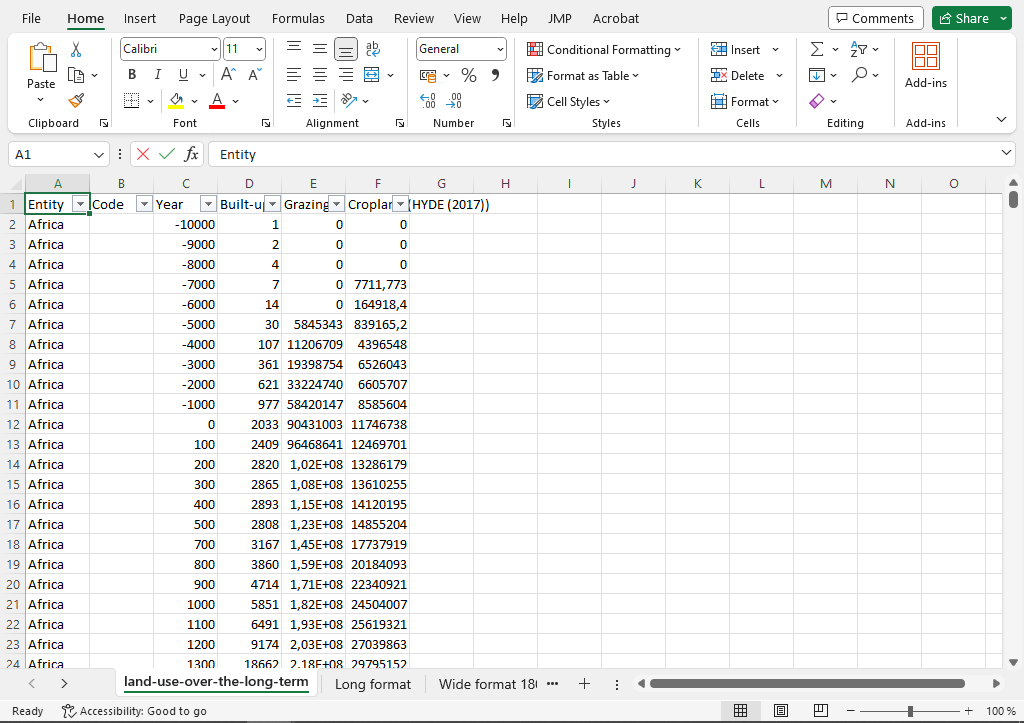 File Home Insert Page Layout Formulas Data Review View Help JMP Acrobat Comments Share
Calibri 11 General Conditional Formatting Insert
Paste B I U Format as Table Delete Add-ins
Cell Styles Format
Clipboard Font Alignment Number Styles Cells Editing Add-ins
A1 fx Entity
A B C D E F G H I J K L M N O
1 Entity Code Year Built-u Grazing Croplar (HYDE (2017))
2 Africa -10000 1 0 0
3 Africa -9000 2 0 0
4 Africa -8000 4 0 0
5 Africa -7000 7 0 7711,773
6 Africa -6000 14 0 164918,4
7 Africa -5000 30 5845343 839165,2
8 Africa -4000 107 11206709 4396548
9 Africa -3000 361 19398754 6526043
10 Africa -2000 621 33224740 6605707
11 Africa -1000 977 58420147 8585604
12 Africa 0 2033 90431003 11746738
13 Africa 100 2409 96468641 12469701
14 Africa 200 2820 1,02E+08 13286179
15 Africa 300 2865 1,08E+08 13610255
16 Africa 400 2893 1,15E+08 14120195
17 Africa 500 2808 1,23E+08 14855204
18 Africa 700 3167 1,45E+08 17737919
19 Africa 800 3860 1,59E+08 20184093
20 Africa 900 4714 1,71E+08 22340921
21 Africa 1000 5851 1,82E+08 24504007
22 Africa 1100 6491 1,93E+08 25619321
23 Africa 1200 9174 2,03E+08 27039863
24 Africa 1300 18662 2,18E+08 29795152
land-use-over-the-long-term Long format Wide format 180
Ready Accessibility: Good to go 100 %